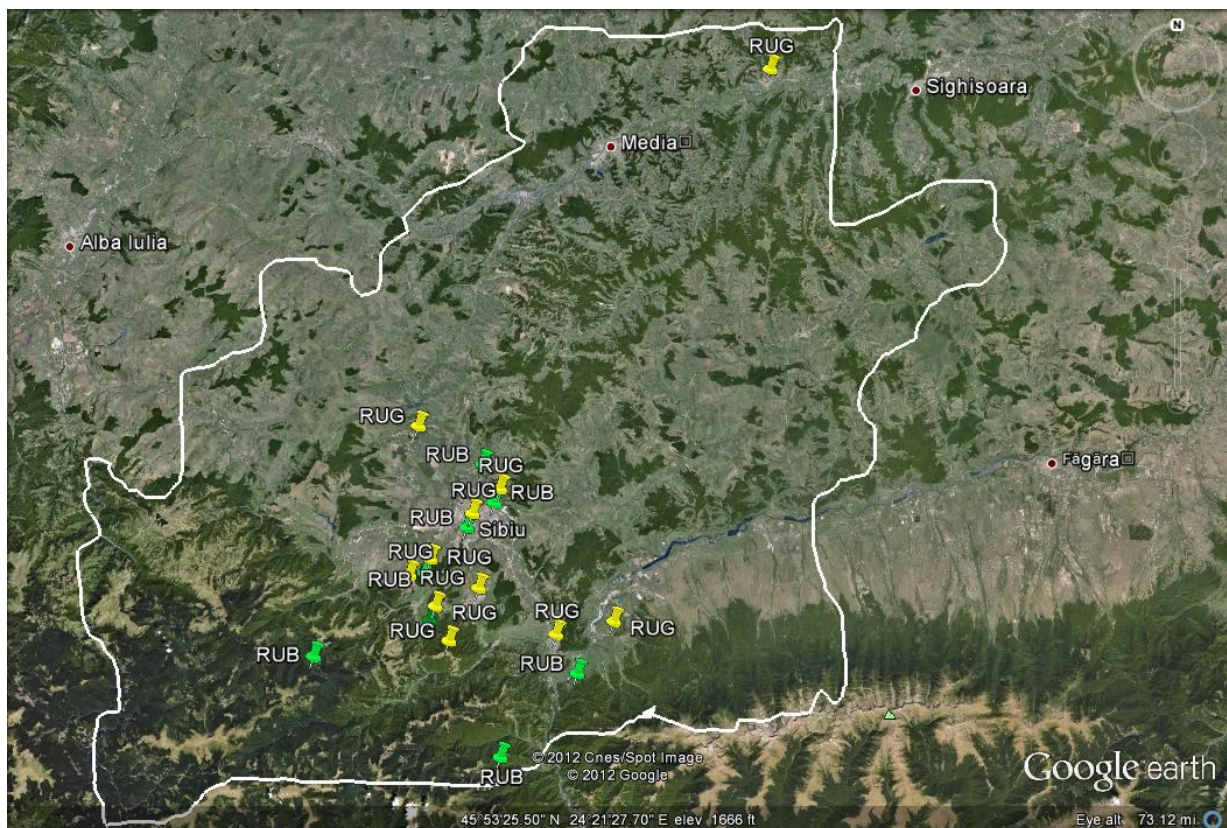 N
RUG
Sighisoara
Media□
Alba Iulia
RUG
RUB
RUG
RUG
RUB
RUB
Sibiu
Făgăra□
RUG
RUG
RUB
RUG
RUG
RUG
RUG
RUG
RUB
RUB
RUB
© 2012 Cnes/Spot Image
© 2012 Google
Google earth
45°53'25.50" N 24°21'27.70" E elev 1666 ft
Eye alt 73.12 mi